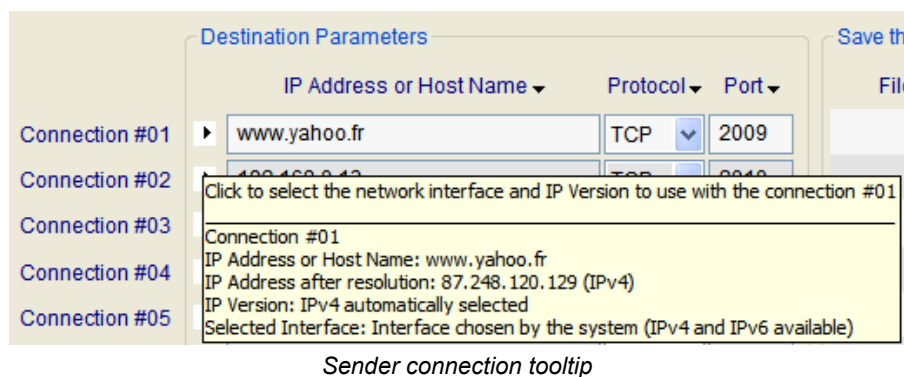 Destination Parameters
Save th
IP Address or Host Name
Protocol
Port
Fil
Connection #01
www.yahoo.fr
TCP
2009
Connection #02
Click to select the network interface and IP Version to use with the connection #01
Connection #03
Connection #01
IP Address or Host Name: www.yahoo.fr
Connection #04
IP Address after resolution: 87.248.120.129 (IPv4)
IP Version: IPv4 automatically selected
Connection #05
Selected Interface: Interface chosen by the system (IPv4 and IPv6 available)
Sender connection tooltip